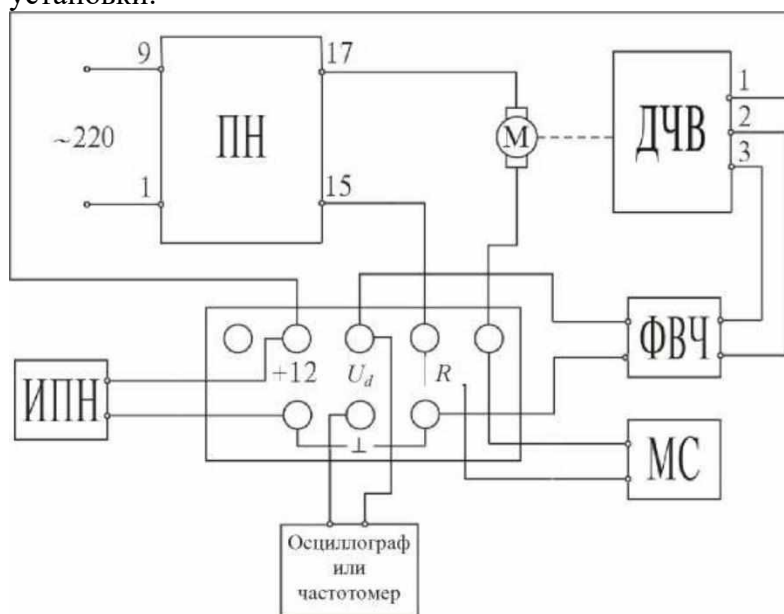 установки.
9
17
1
ПН
ДЧВ
2
~220
М
3
1
15
ФВЧ
+12
U_d
R
ИПН
⊥
МС
Осциллограф
или
частотомер